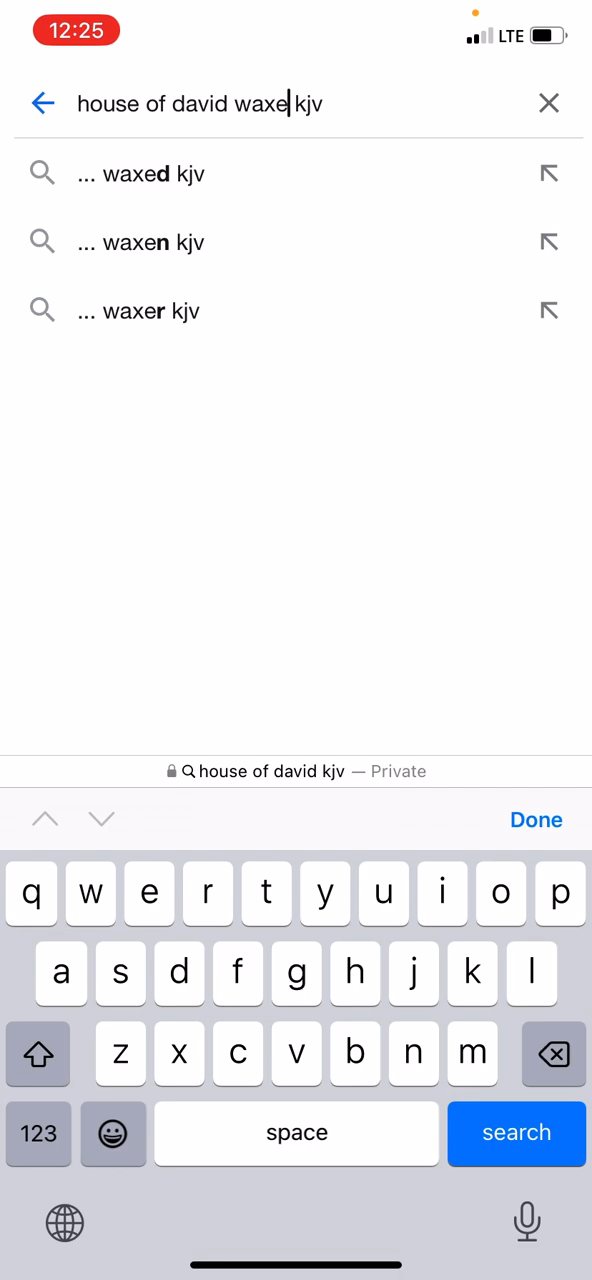 12:25
LTE
house of david waxe kjv
... waxed kjv
... waxen kjv
... waxer kjv
house of david kjv — Private
Done
q w e r t y u i o p
a s d f g h j k l
z x c v b n m
123 space search